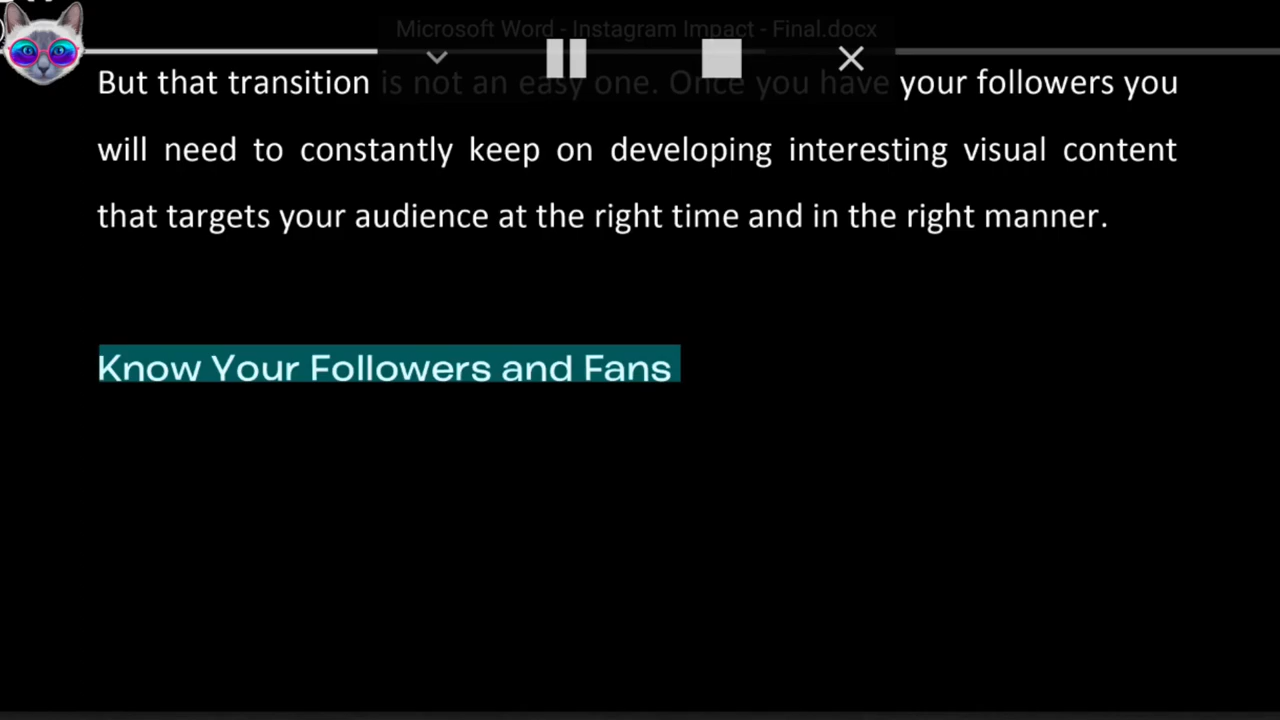 Microsoft Word - Instagram Impact - Final.docx
But that transition is not an easy one. Once you have your followers you
will need to constantly keep on developing interesting visual content
that targets your audience at the right time and in the right manner.
Know Your Followers and Fans